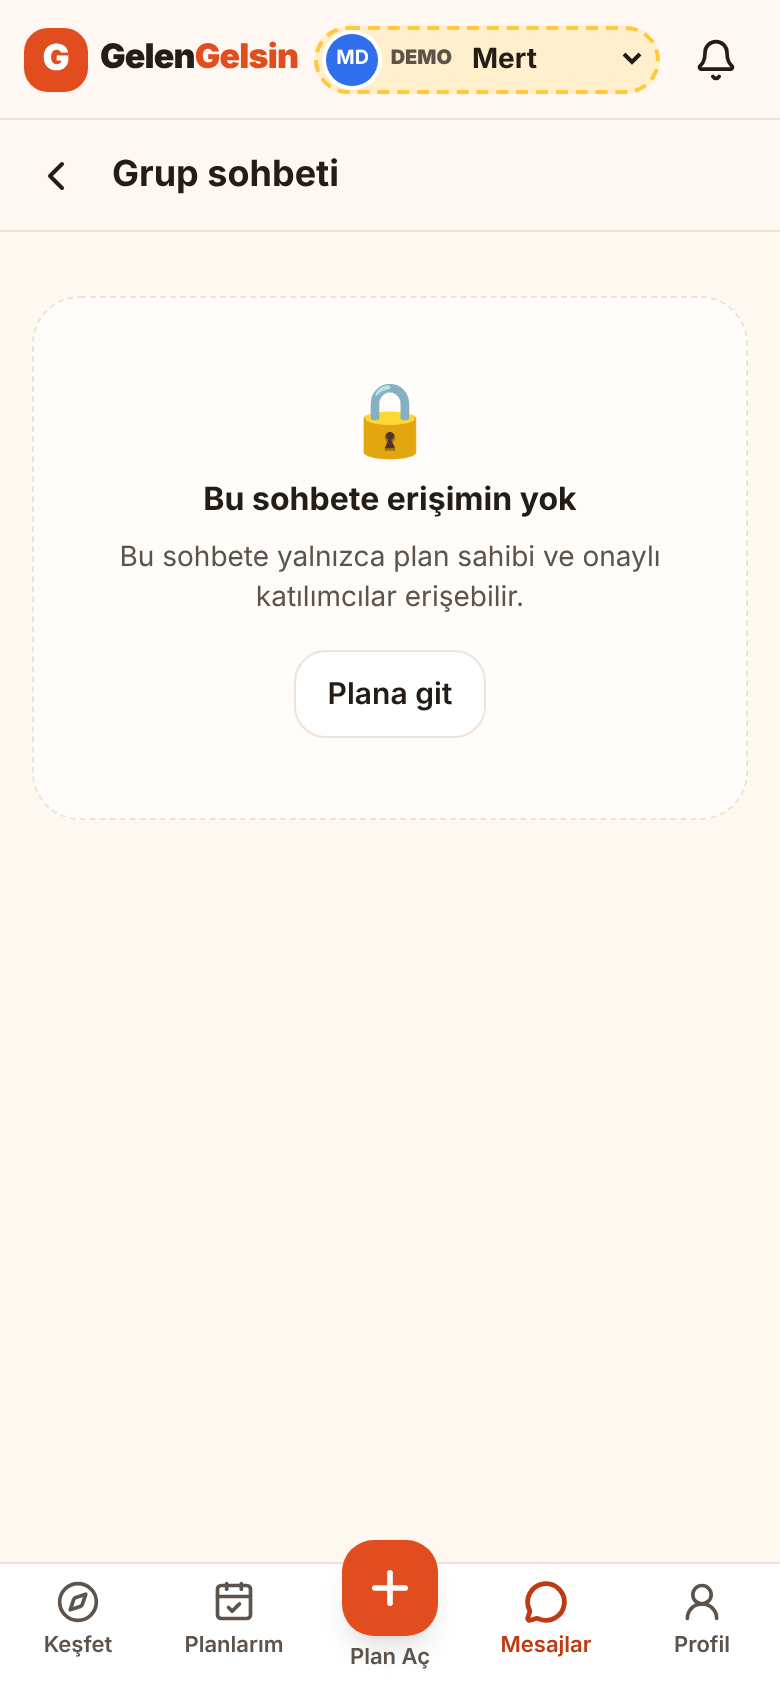 G GelenGelsin MD DEMO Mert
Grup sohbeti
Bu sohbete erişimin yok
Bu sohbete yalnızca plan sahibi ve onaylı
katılımcılar erişebilir.
Plana git
Keşfet Planlarım Plan Aç Mesajlar Profil